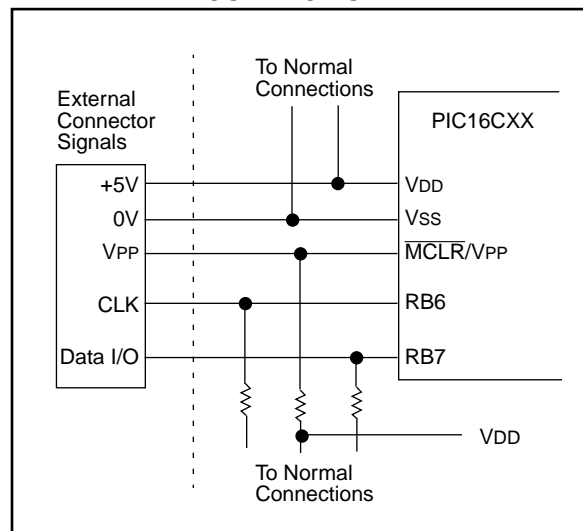 To Normal
Connections
External
Connector
Signals
PIC16CXX
+5V
VDD
0V
VSS
VPP
MCLR/VPP
CLK
RB6
Data I/O
RB7
VDD
To Normal
Connections